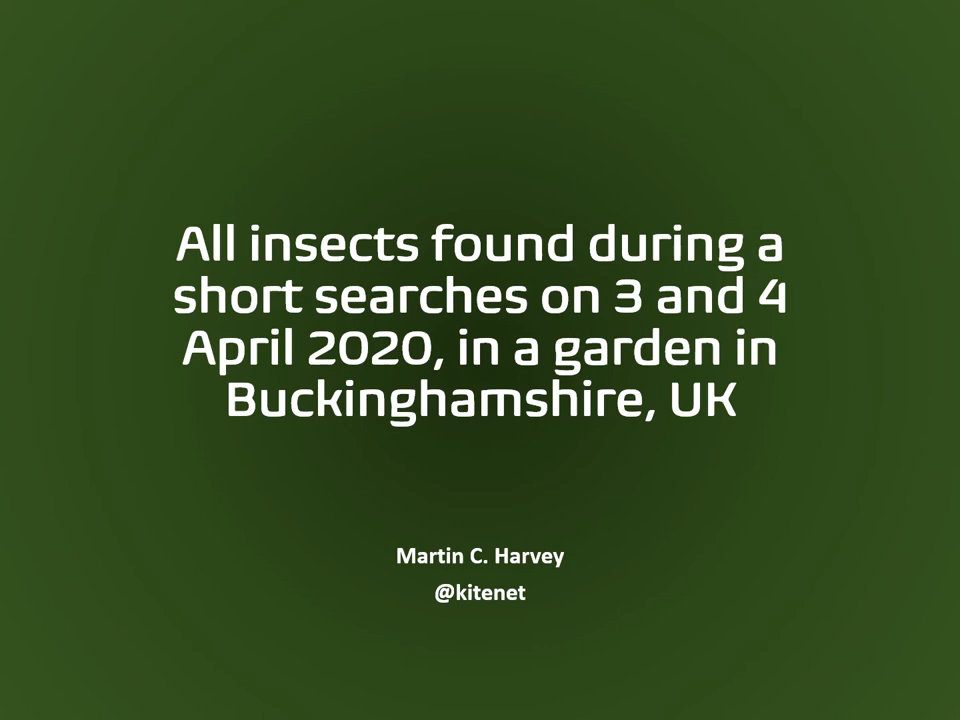 All insects found during a
short searches on 3 and 4
April 2020, in a garden in
Buckinghamshire, UK
Martin C. Harvey
@kitenet